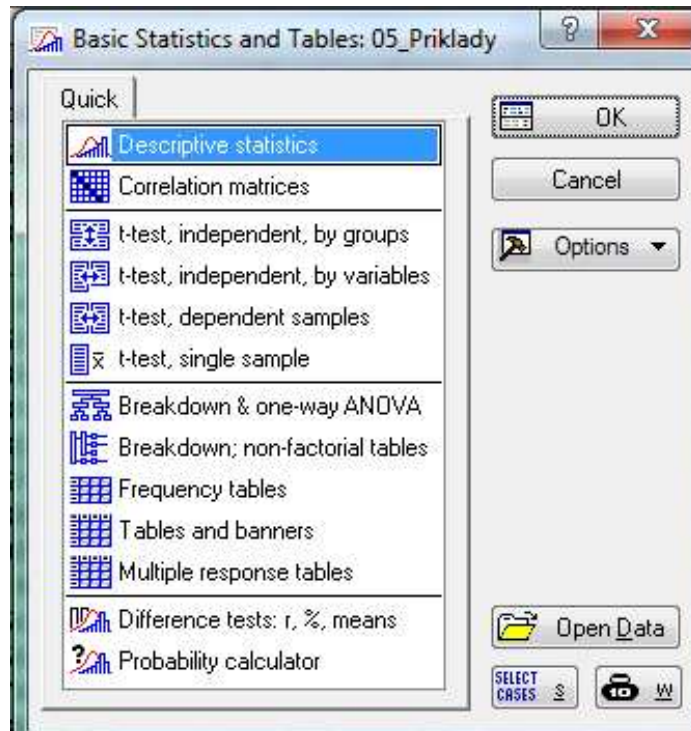 Basic Statistics and Tables: 05_Priklady
Quick
Descriptive statistics
Correlation matrices
t-test, independent, by groups
t-test, independent, by variables
t-test, dependent samples
t-test, single sample
Breakdown & one-way ANOVA
Breakdown; non-factorial tables
Frequency tables
Tables and banners
Multiple response tables
Difference tests: r, %, means
Probability calculator
OK
Cancel
Options
Open Data
SELECT CASES S
W